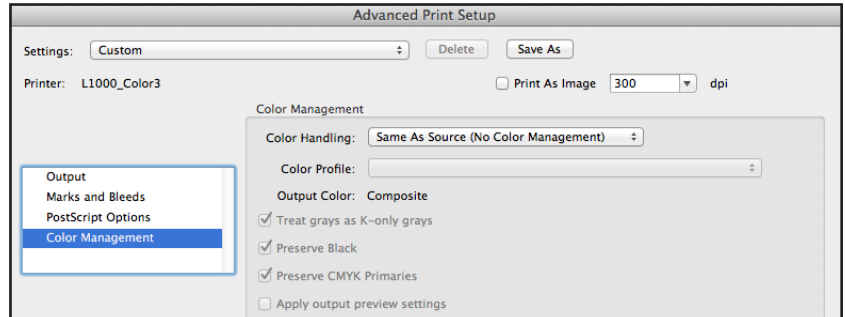 Advanced Print Setup
Settings: Custom Delete Save As
Printer: L1000_Color3 Print As Image 300 dpi
Color Management
Color Handling: Same As Source (No Color Management)
Color Profile:
Output Color: Composite
Treat grays as K-only grays
Preserve Black
Preserve CMYK Primaries
Apply output preview settings
Output
Marks and Bleeds
PostScript Options
Color Management